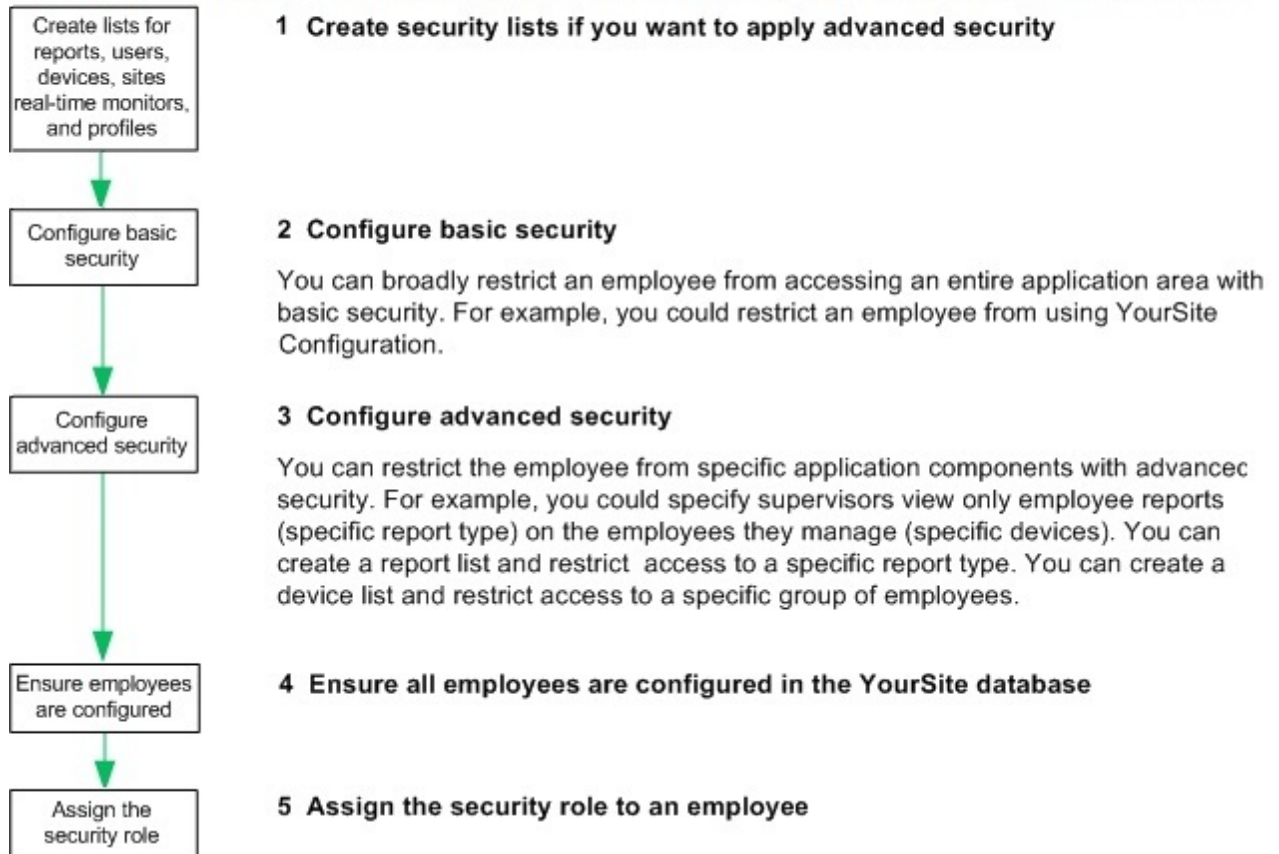 Create lists for
reports, users,
devices, sites
real-time monitors,
and profiles
1 Create security lists if you want to apply advanced security
Configure basic
security
2 Configure basic security
You can broadly restrict an employee from accessing an entire application area with
basic security. For example, you could restrict an employee from using YourSite
Configuration.
Configure
advanced security
3 Configure advanced security
You can restrict the employee from specific application components with advanced
security. For example, you could specify supervisors view only employee reports
(specific report type) on the employees they manage (specific devices). You can
create a report list and restrict access to a specific report type. You can create a
device list and restrict access to a specific group of employees.
Ensure employees
are configured
4 Ensure all employees are configured in the YourSite database
Assign the
security role
5 Assign the security role to an employee